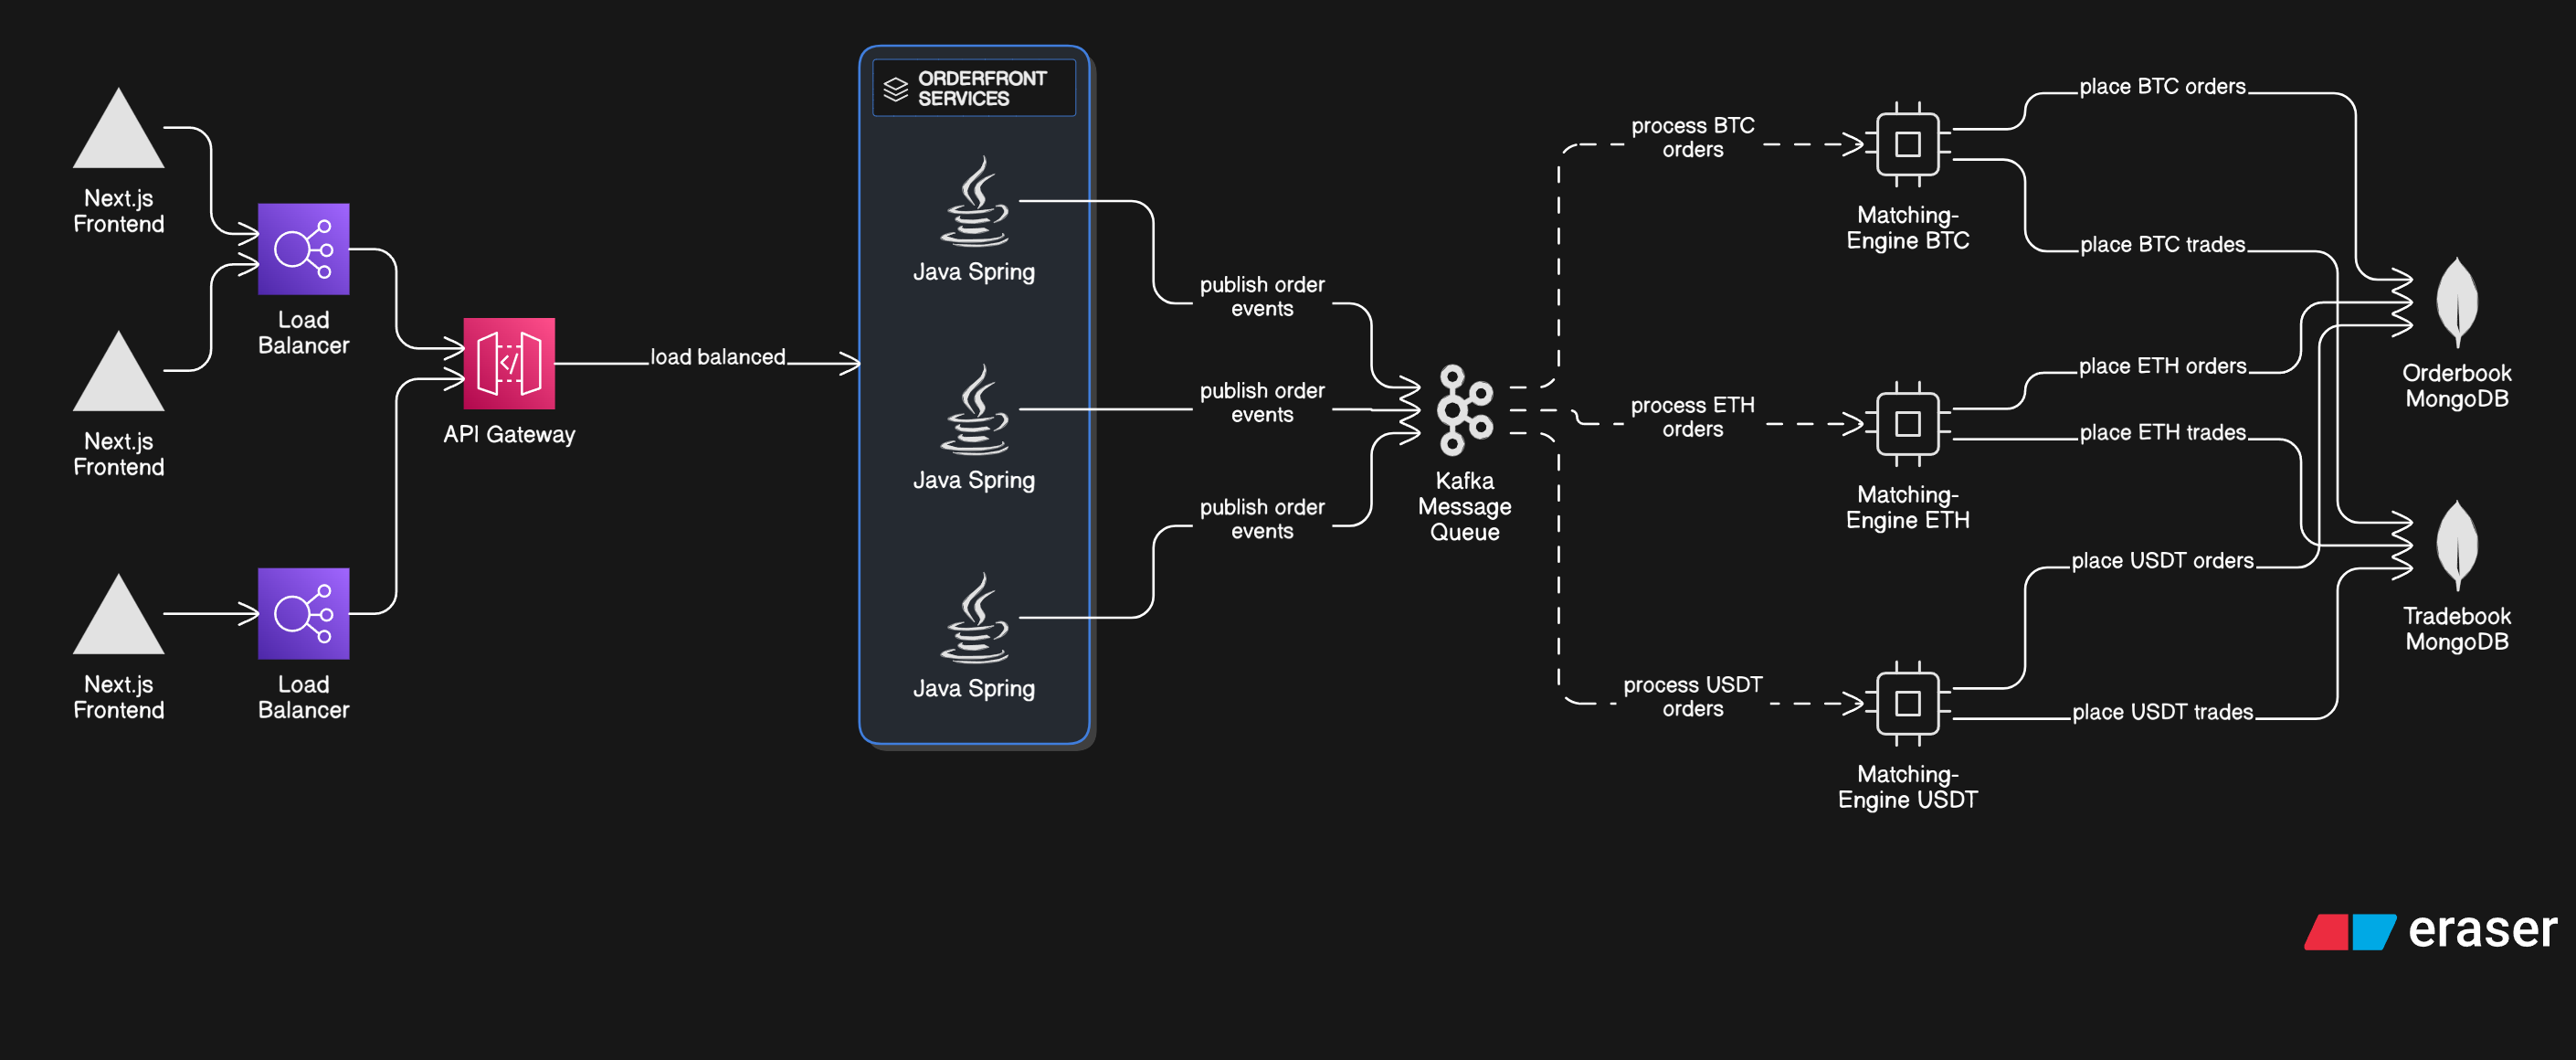 Next.js
Frontend
Next.js
Frontend
Next.js
Frontend
Load
Balancer
Load
Balancer
API Gateway
load balanced
ORDERFRONT
SERVICES
Java Spring
Java Spring
Java Spring
publish order
events
publish order
events
publish order
events
Kafka
Message
Queue
process BTC
orders
process ETH
orders
process USDT
orders
Matching-
Engine BTC
Matching-
Engine ETH
Matching-
Engine USDT
place BTC orders
place BTC trades
place ETH orders
place ETH trades
place USDT orders
place USDT trades
Orderbook
MongoDB
Tradebook
MongoDB
eraser